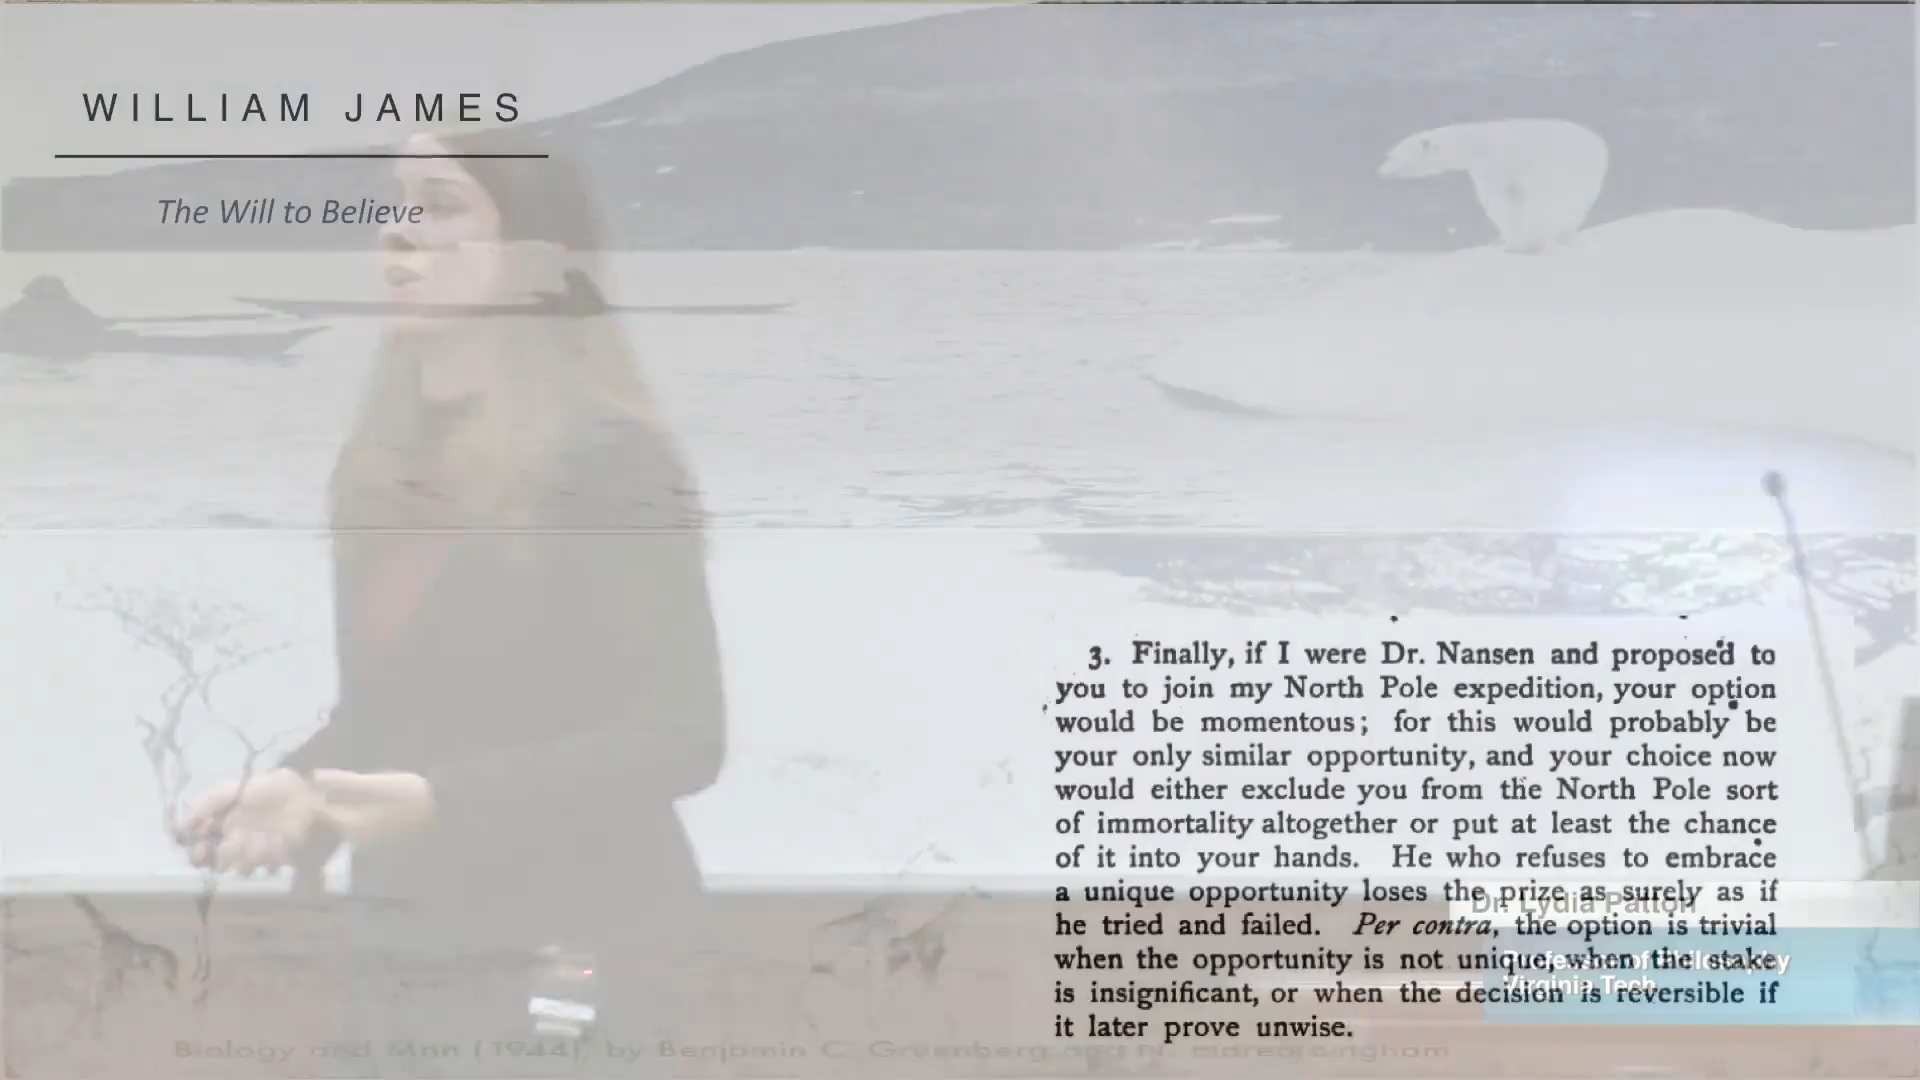 WILLIAM JAMES
The Will to Believe
3. Finally, if I were Dr. Nansen and proposed to
you to join my North Pole expedition, your option
would be momentous; for this would probably be
your only similar opportunity, and your choice now
would either exclude you from the North Pole sort
of immortality altogether or put at least the chance
of it into your hands. He who refuses to embrace
a unique opportunity loses the prize as surely as if
he tried and failed. Per contra, the option is trivial
when the opportunity is not unique, when the stake
is insignificant, or when the decision is reversible if
it later prove unwise.
Dr. Lydia Patton
Professor of Philosophy
Virginia Tech
Biology and Man (1944), by Benjamin C. Gruenberg and N.